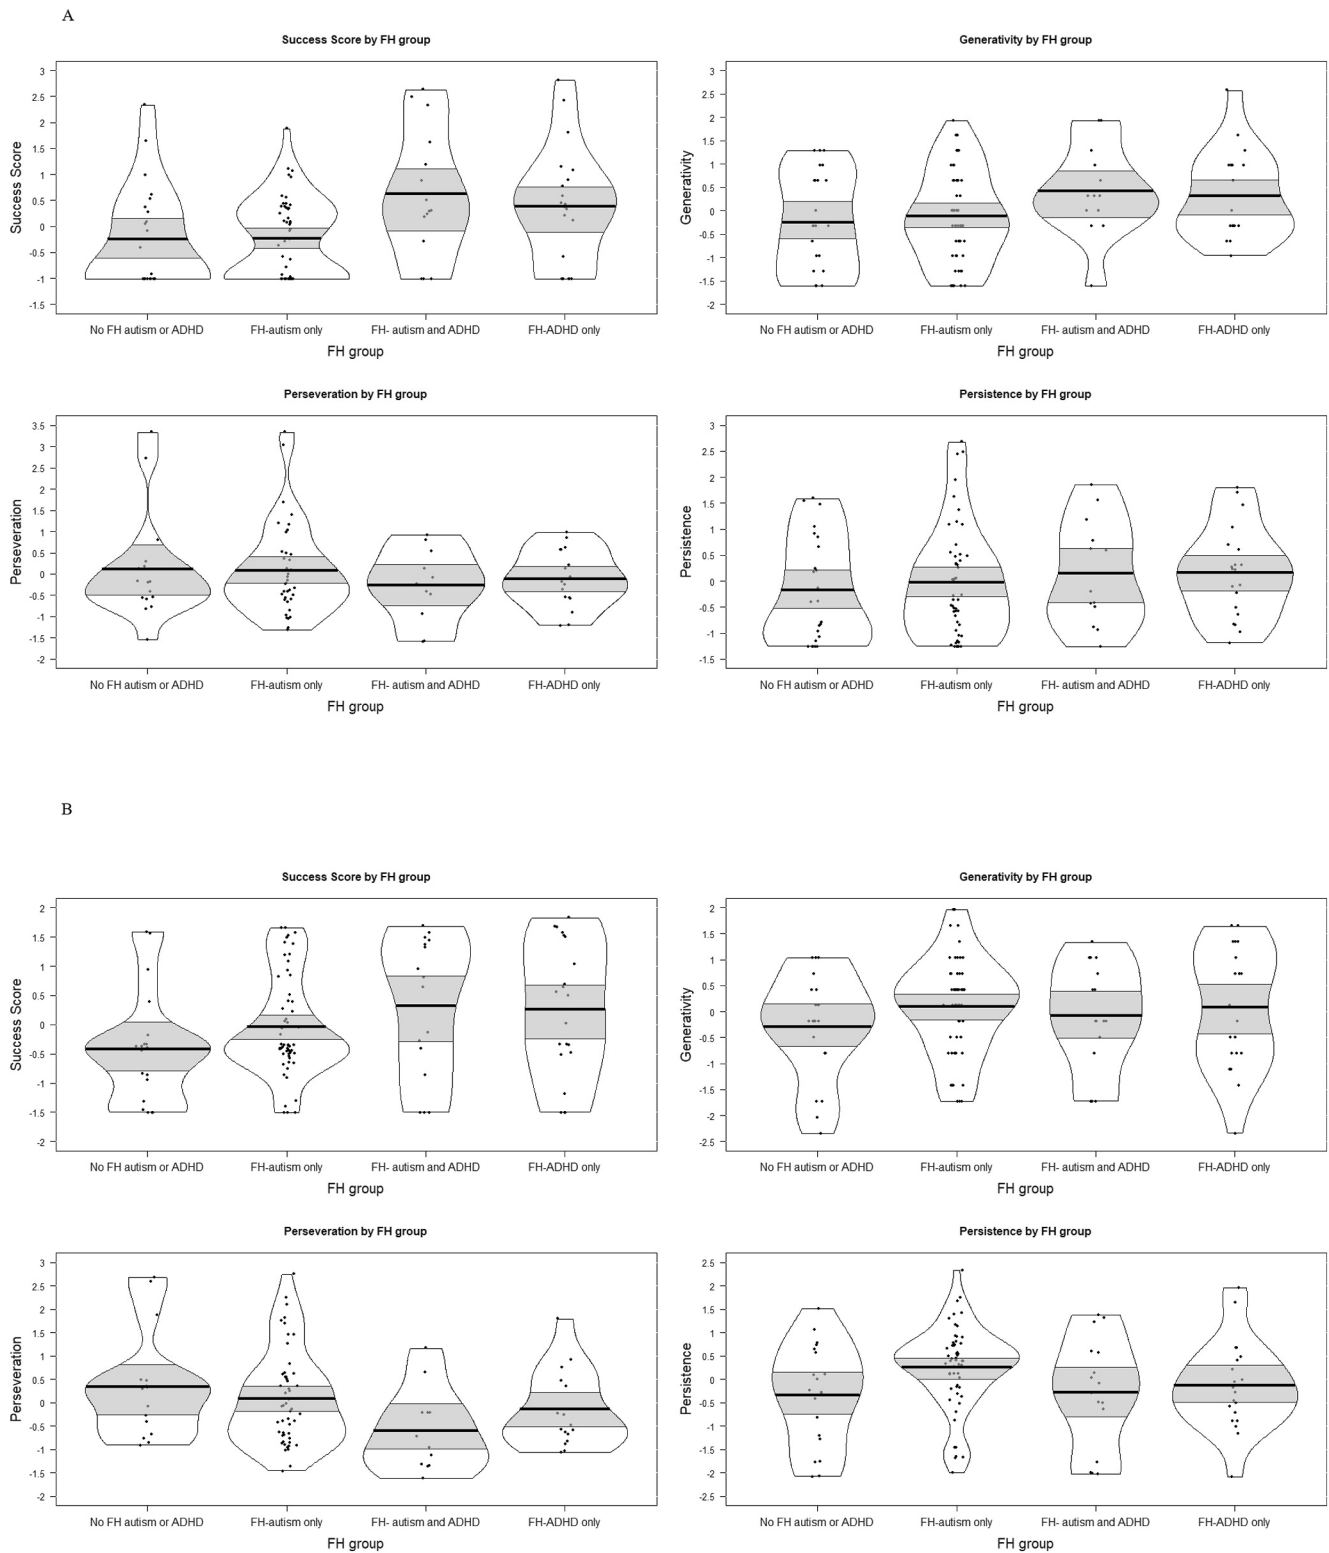 A
Success Score by FH group
Success Score
3
2.5
2
1.5
1
0.5
0
-0.5
-1
-1.5
No FH autism or ADHD FH-autism only FH- autism and ADHD FH-ADHD only
FH group
Generativity by FH group
Generativity
3
2.5
2
1.5
1
0.5
0
-0.5
-1
-1.5
-2
No FH autism or ADHD FH-autism only FH- autism and ADHD FH-ADHD only
FH group
Perseveration by FH group
Perseveration
3.5
3
2.5
2
1.5
1
0.5
0
-0.5
-1
-1.5
-2
No FH autism or ADHD FH-autism only FH- autism and ADHD FH-ADHD only
FH group
Persistence by FH group
Persistence
3
2.5
2
1.5
1
0.5
0
-0.5
-1
-1.5
No FH autism or ADHD FH-autism only FH- autism and ADHD FH-ADHD only
FH group
B
Success Score by FH group
Success Score
2
1.5
1
0.5
0
-0.5
-1
-1.5
-2
No FH autism or ADHD FH-autism only FH- autism and ADHD FH-ADHD only
FH group
Generativity by FH group
Generativity
2
1.5
1
0.5
0
-0.5
-1
-1.5
-2
-2.5
No FH autism or ADHD FH-autism only FH- autism and ADHD FH-ADHD only
FH group
Perseveration by FH group
Perseveration
3
2.5
2
1.5
1
0.5
0
-0.5
-1
-1.5
-2
No FH autism or ADHD FH-autism only FH- autism and ADHD FH-ADHD only
FH group
Persistence by FH group
Persistence
2.5
2
1.5
1
0.5
0
-0.5
-1
-1.5
-2
-2.5
No FH autism or ADHD FH-autism only FH- autism and ADHD FH-ADHD only
FH group